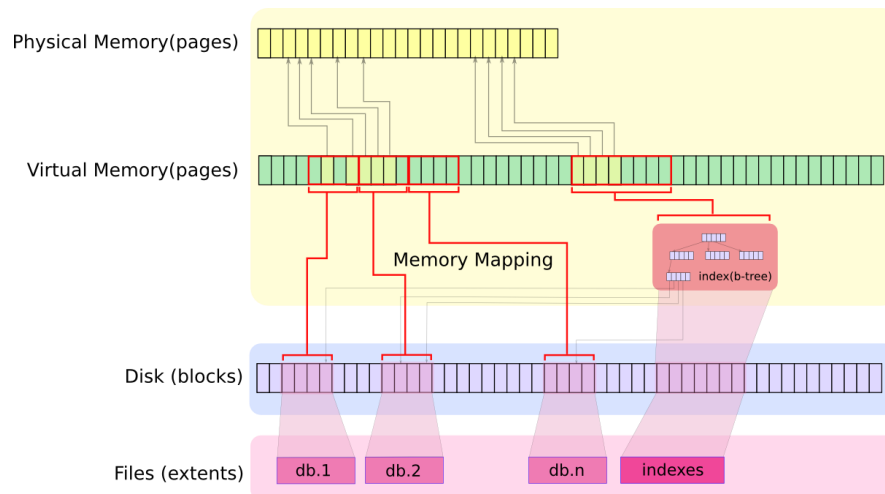 Physical Memory(pages)
Virtual Memory(pages)
Memory Mapping
index(b-tree)
Disk (blocks)
Files (extents)
db.1
db.2
db.n
indexes